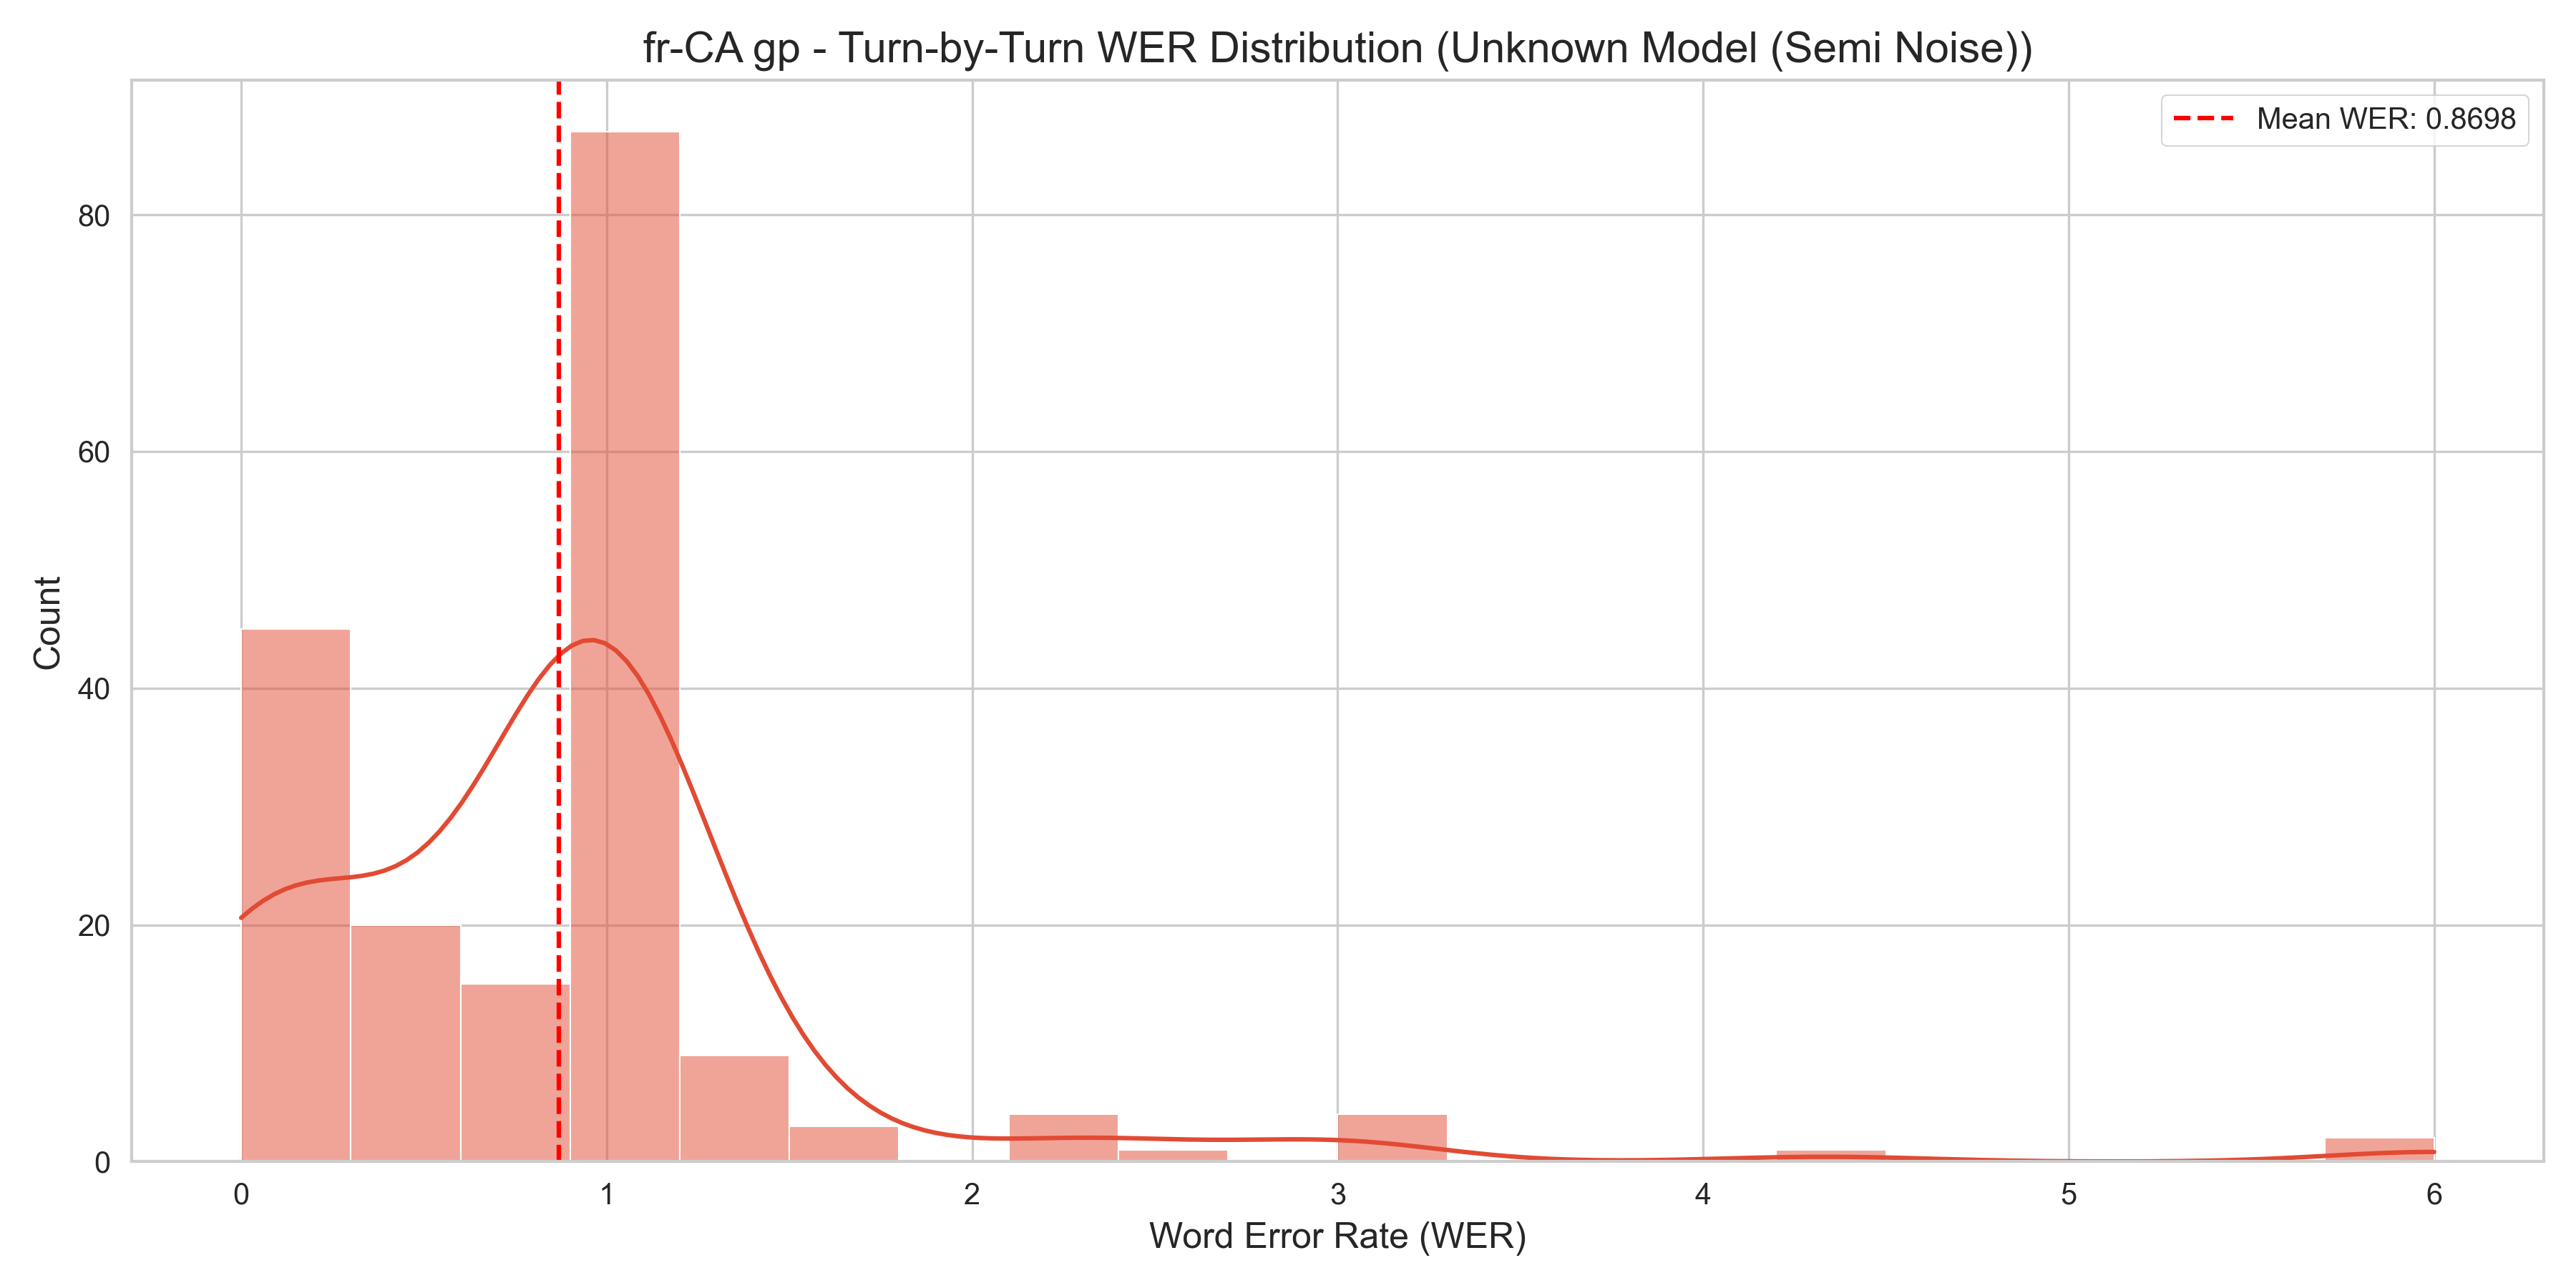 fr-CA gp - Turn-by-Turn WER Distribution (Unknown Model (Semi Noise))
Mean WER: 0.8698
Count
80
60
40
20
0
0 1 2 3 4 5 6
Word Error Rate (WER)